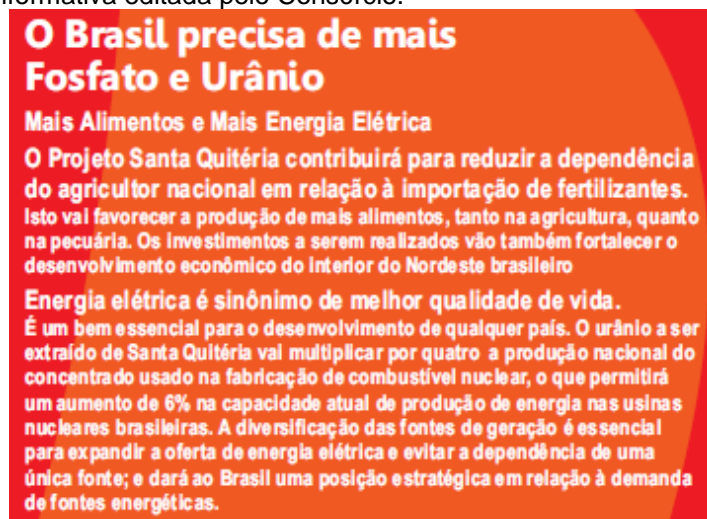 nformativa editada pelo Consórcio.
O Brasil precisa de mais
Fosfato e Urânio
Mais Alimentos e Mais Energia Elétrica
O Projeto Santa Quitéria contribuirá para reduzir a dependência
do agricultor nacional em relação à importação de fertilizantes.
Isto vai favorecer a produção de mais alimentos, tanto na agricultura, quanto
na pecuária. Os investimentos a serem realizados vão também fortalecer o
desenvolvimento econômico do interior do Nordeste brasileiro
Energia elétrica é sinônimo de melhor qualidade de vida.
É um bem essencial para o desenvolvimento de qualquer país. O urânio a ser
extraído de Santa Quitéria vai multiplicar por quatro a produção nacional do
concentrado usado na fabricação de combustível nuclear, o que permitirá
um aumento de 6% na capacidade atual de produção de energia nas usinas
nucleares brasileiras. A diversificação das fontes de geração é essencial
para expandir a oferta de energia elétrica e evitar a dependência de uma
única fonte; e dará ao Brasil uma posição estratégica em relação à demanda
de fontes energéticas.